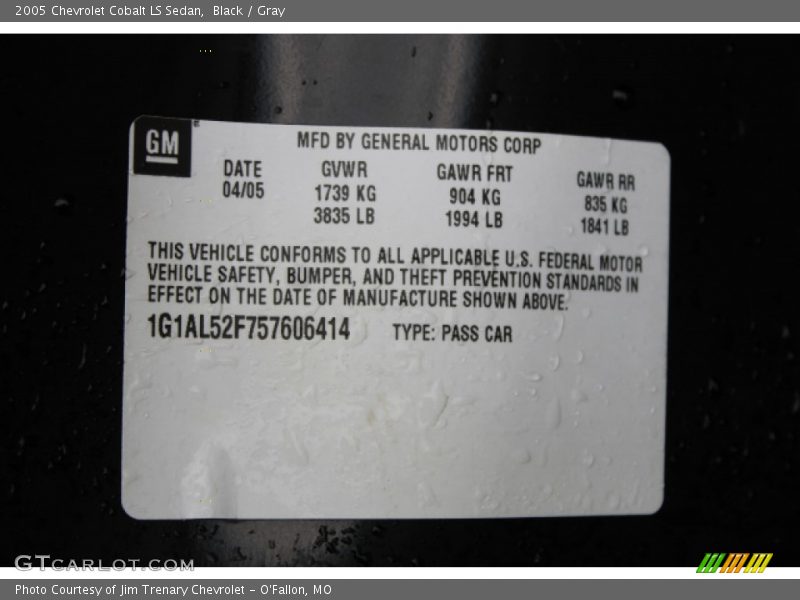 2005 Chevrolet Cobalt LS Sedan, Black / Gray
GM
MFD BY GENERAL MOTORS CORP
DATE GVWR GAWR FRT GAWR RR
04/05 1739 KG 904 KG 835 KG
3835 LB 1994 LB 1841 LB
THIS VEHICLE CONFORMS TO ALL APPLICABLE U.S. FEDERAL MOTOR
VEHICLE SAFETY, BUMPER, AND THEFT PREVENTION STANDARDS IN
EFFECT ON THE DATE OF MANUFACTURE SHOWN ABOVE.
1G1AL52F757606414 TYPE: PASS CAR
GTCARLOT.COM
Photo Courtesy of Jim Trenary Chevrolet - O'Fallon, MO